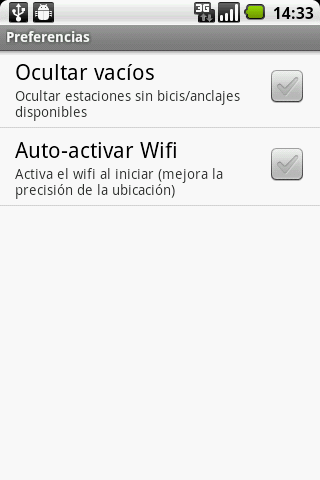 3G 14:33
Preferencias
Ocultar vacíos
Ocultar estaciones sin bicis/anclajes
disponibles
Auto-activar Wifi
Activa el wifi al iniciar (mejora la
precisión de la ubicación)